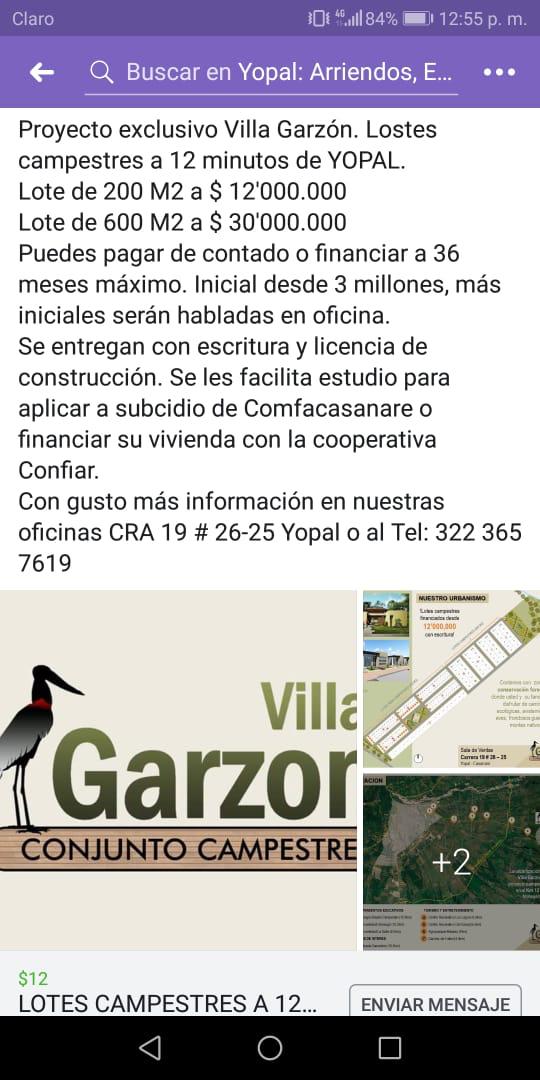 Claro
4G 84% 12:55 p. m.
Buscar en Yopal: Arriendos, E...
Proyecto exclusivo Villa Garzón. Lostes
campestres a 12 minutos de YOPAL.
Lote de 200 M2 a $ 12'000.000
Lote de 600 M2 a $ 30'000.000
Puedes pagar de contado o financiar a 36
meses máximo. Inicial desde 3 millones, más
iniciales serán habladas en oficina.
Se entregan con escritura y licencia de
construcción. Se les facilita estudio para
aplicar a subcidio de Comfacasanare o
financiar su vivienda con la cooperativa
Confiar.
Con gusto más información en nuestras
oficinas CRA 19 # 26-25 Yopal o al Tel: 322 365
7619
Villa
Garzon
CONJUNTO CAMPESTRE
NUESTRO URBANISMO
Lotes campestres
financiados desde
12'000,000
con escritura!
Sala de Ventas
Carrera 19 # 26 – 25
Yopal - Casanare
ACION
+2
$12
LOTES CAMPESTRES A 12...
ENVIAR MENSAJE